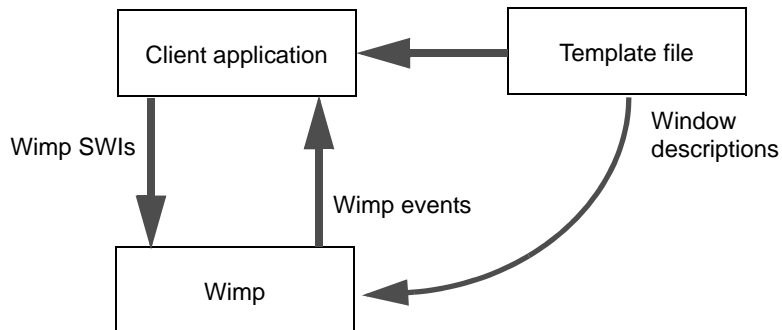 Client application
Template file
Wimp SWIs
Window
descriptions
Wimp events
Wimp